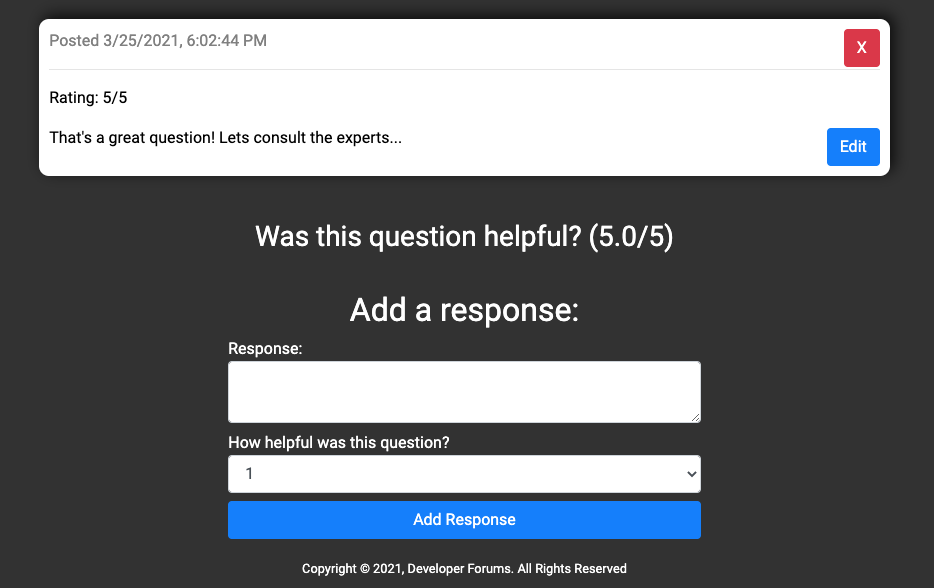 Posted 3/25/2021, 6:02:44 PM
X
Rating: 5/5
That's a great question! Lets consult the experts...
Edit
Was this question helpful? (5.0/5)
Add a response:
Response:
How helpful was this question?
1
Add Response
Copyright © 2021, Developer Forums. All Rights Reserved